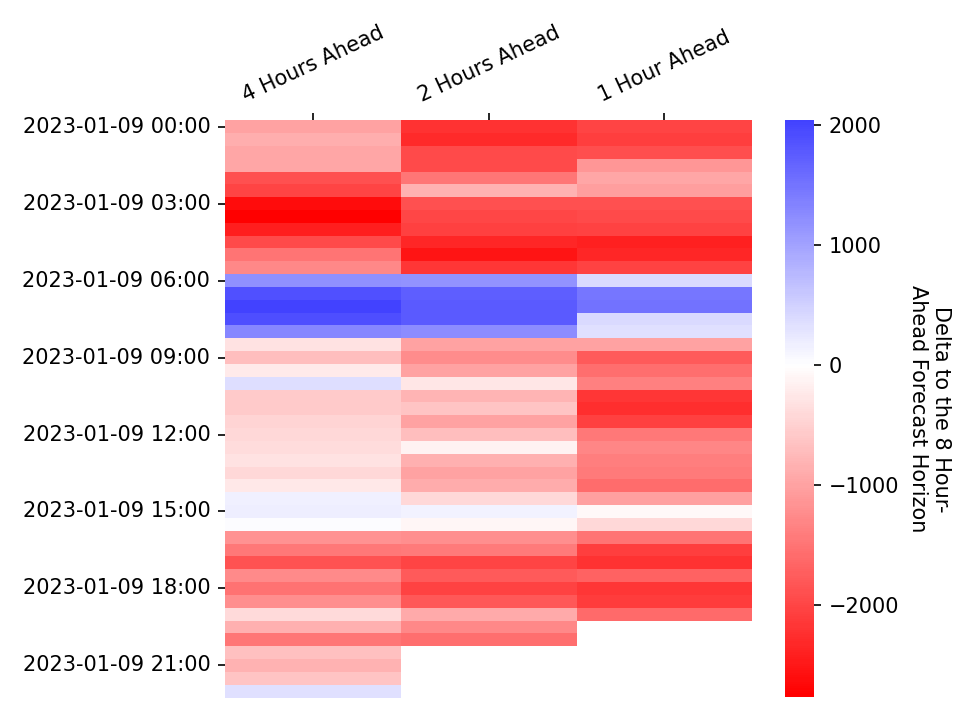 4 Hours Ahead
2 Hours Ahead
1 Hour Ahead
2023-01-09 00:00
2023-01-09 03:00
2023-01-09 06:00
2023-01-09 09:00
2023-01-09 12:00
2023-01-09 15:00
2023-01-09 18:00
2023-01-09 21:00
2000
1000
0
−1000
−2000
Delta to the 8 Hour-
Ahead Forecast Horizon